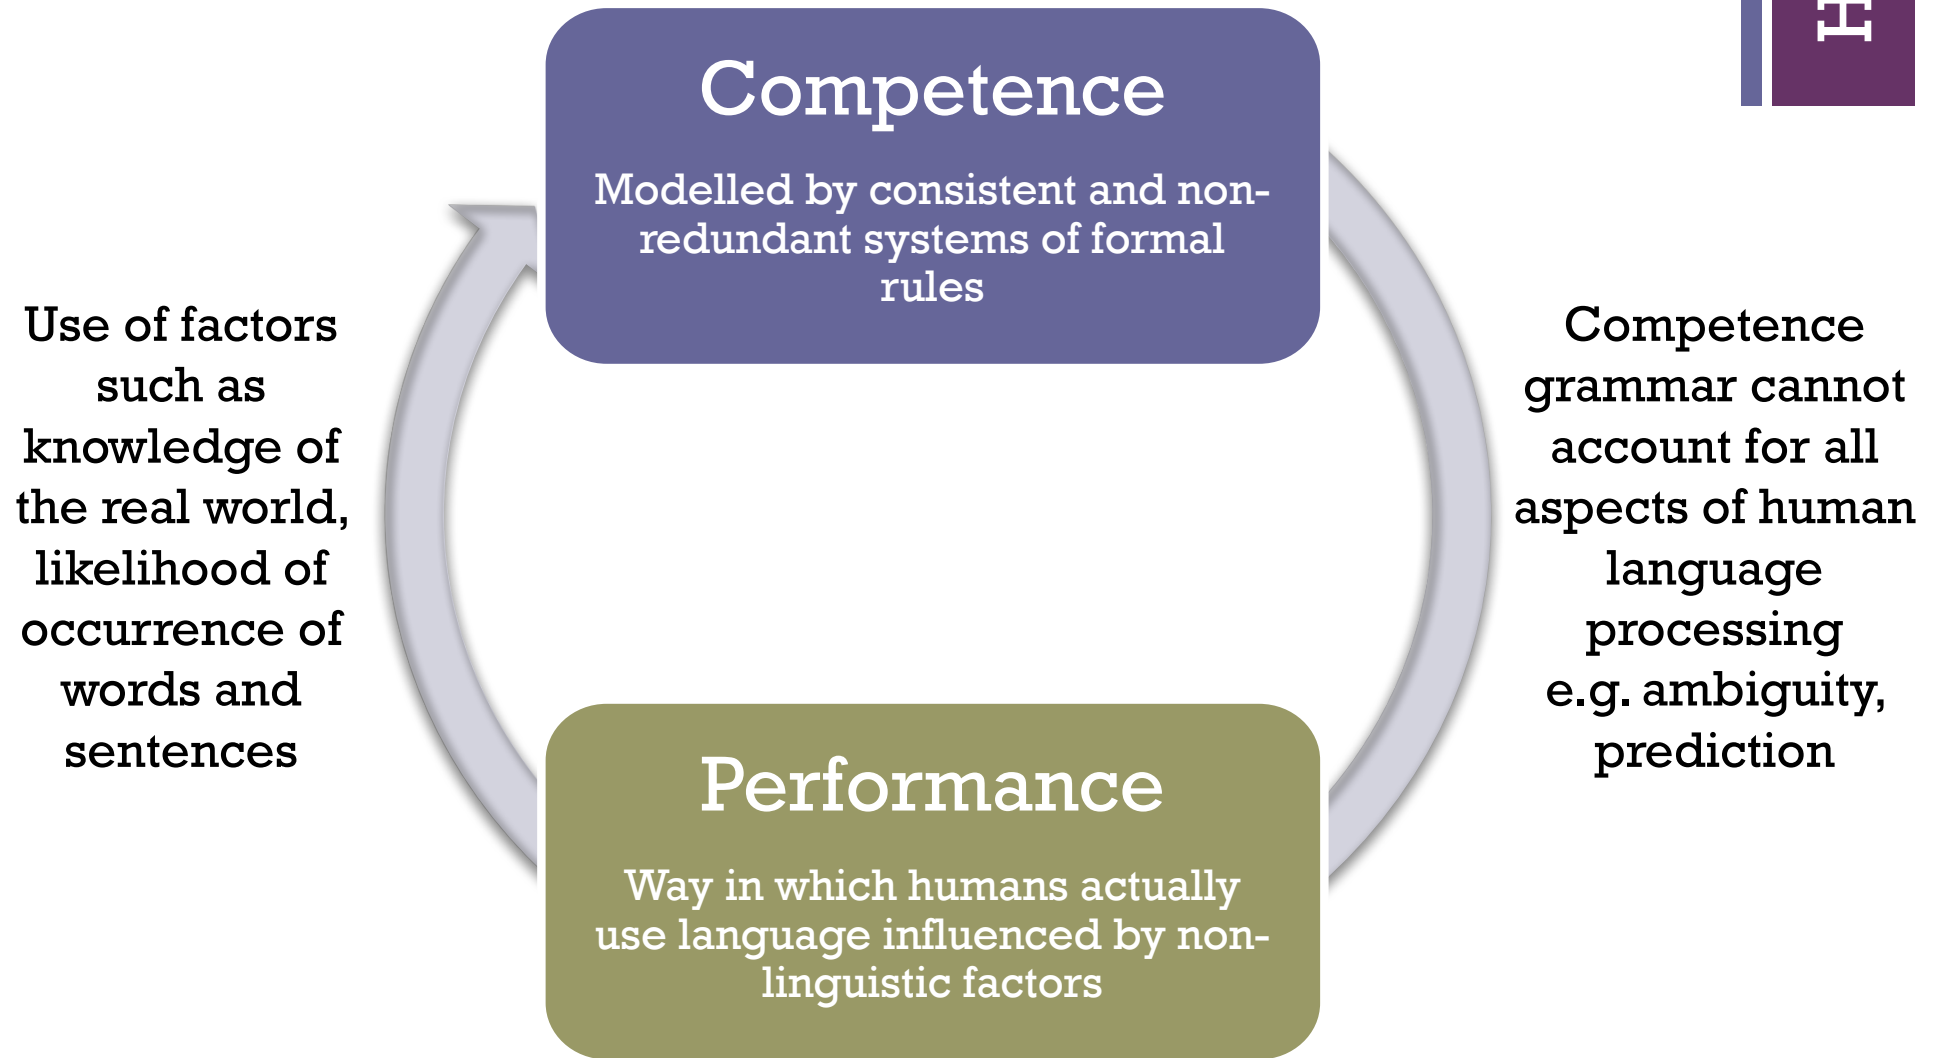 Competence
Modelled by consistent and non-
redundant systems of formal
rules
Use of factors
such as
knowledge of
the real world,
likelihood of
occurrence of
words and
sentences
Competence
grammar cannot
account for all
aspects of human
language
processing
e.g. ambiguity,
prediction
Performance
Way in which humans actually
use language influenced by non-
linguistic factors